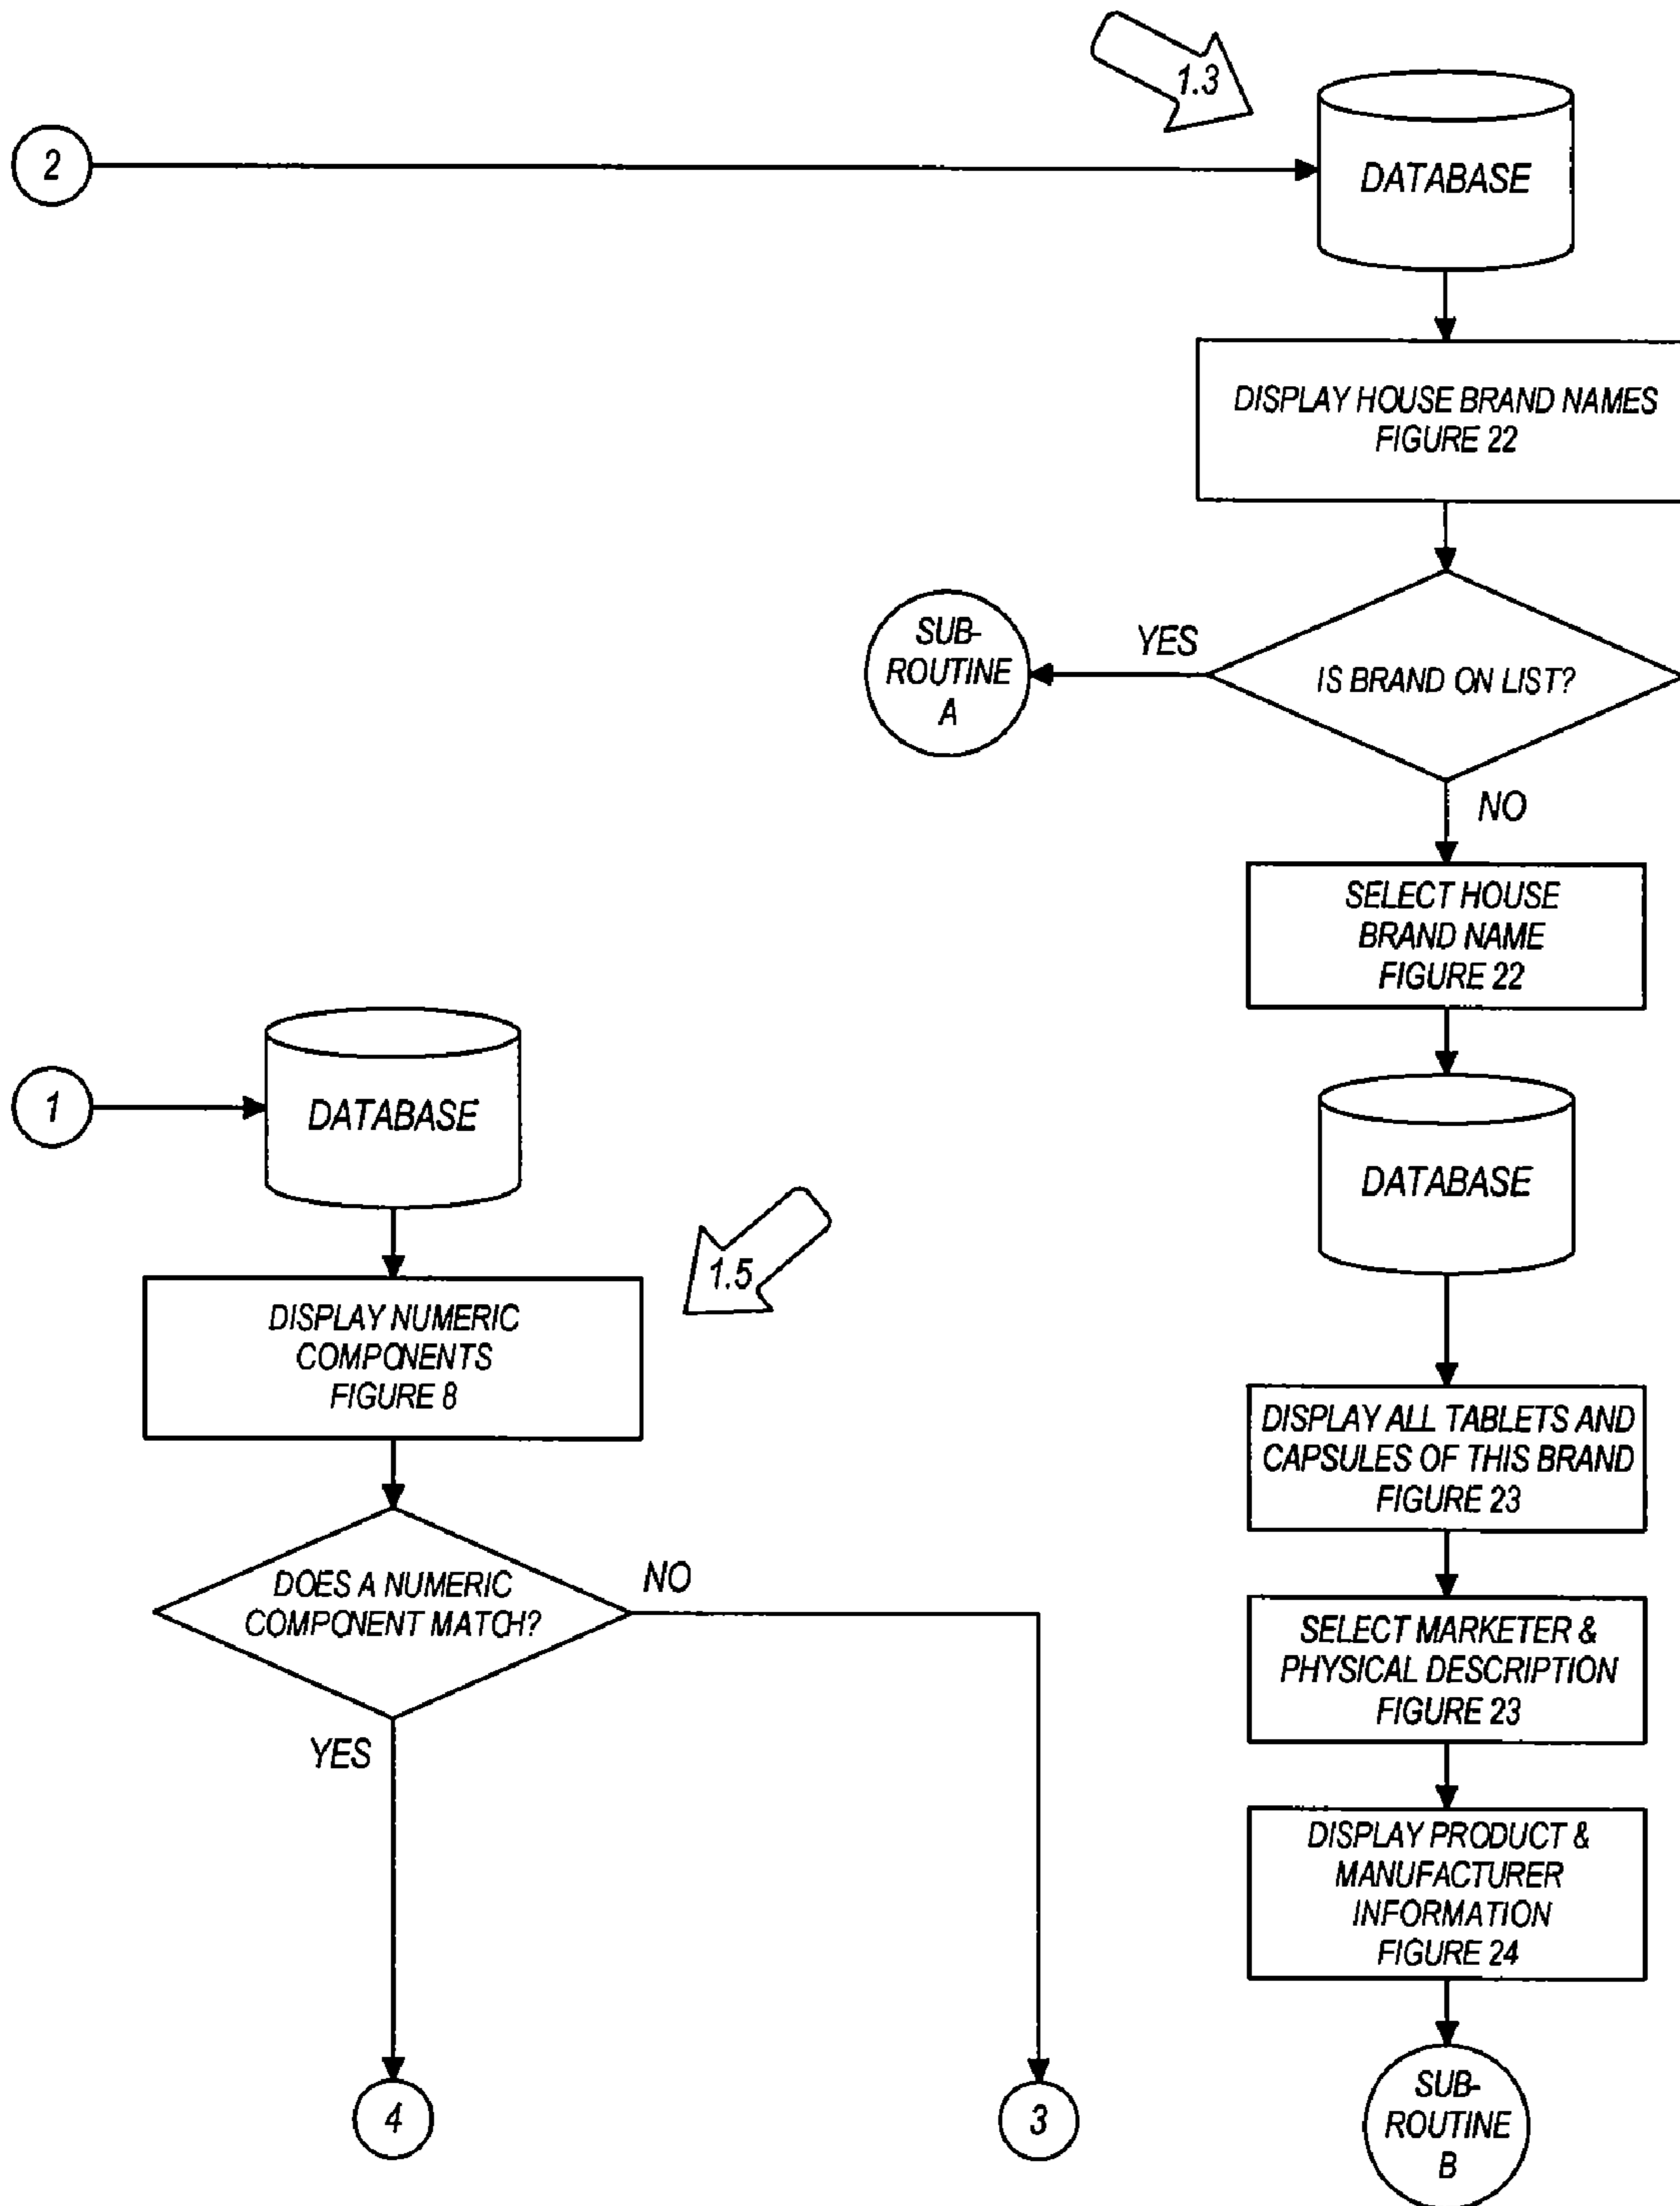 1.3
2
DATABASE
DISPLAY HOUSE BRAND NAMES
FIGURE 22
SUB-
ROUTINE
A
YES
IS BRAND ON LIST?
NO
SELECT HOUSE
BRAND NAME
FIGURE 22
1
DATABASE
DATABASE
1.5
DISPLAY NUMERIC
COMPONENTS
FIGURE 8
DISPLAY ALL TABLETS AND
CAPSULES OF THIS BRAND
FIGURE 23
DOES A NUMERIC
COMPONENT MATCH?
NO
YES
SELECT MARKETER &
PHYSICAL DESCRIPTION
FIGURE 23
DISPLAY PRODUCT &
MANUFACTURER
INFORMATION
FIGURE 24
4
3
SUB-
ROUTINE
B